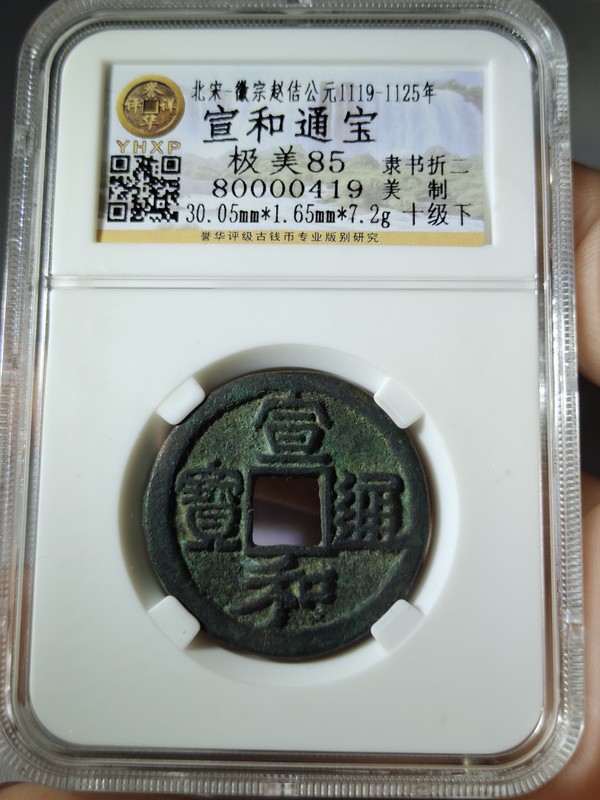 北宋-徽宗赵佶公元1119-1125年
宣和通宝
极美85 隶书折二
80000419 美 制
30.05mm*1.65mm*7.2g 十级下
誉华评级古钱币专业版别研究
YHXP
宣和通寳